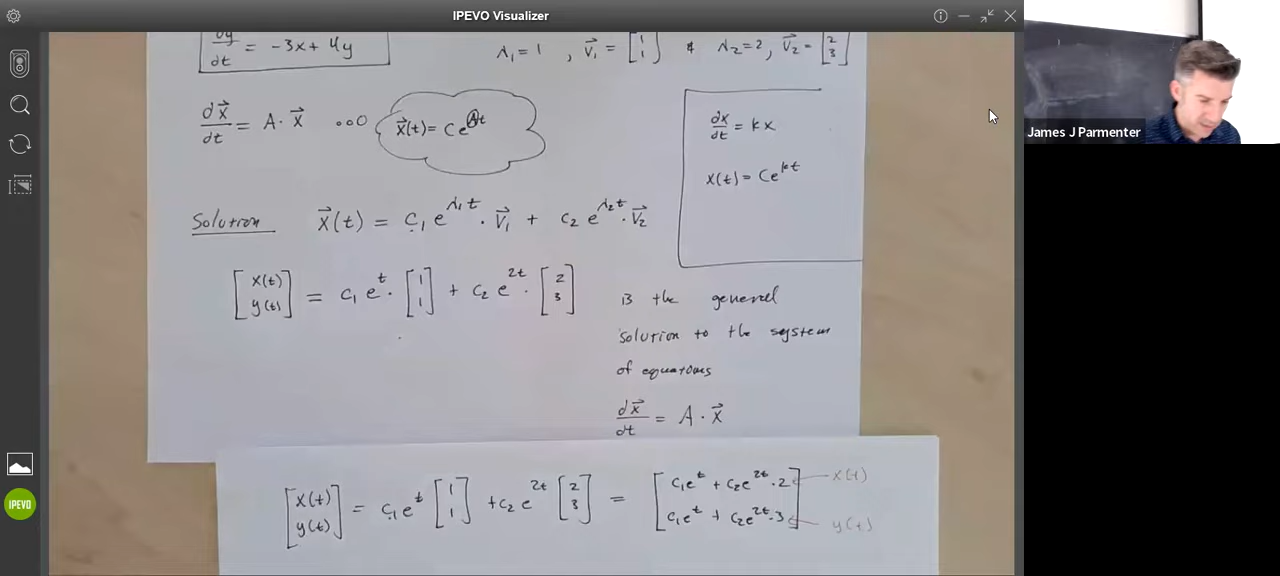 IPEVO Visualizer
dy/dt = -3x + 4y
λ₁ = 1 , v⃗₁ = [1 1] & λ₂ = 2, v⃗₂ = [2 3]
dx⃗/dt = A · x⃗ ooo x⃗(t) = Ce^At
dx/dt = kx
x(t) = Ce^kt
James J Parmenter
Solution x⃗(t) = c₁ e^λ₁t · v⃗₁ + c₂ e^λ₂t · v⃗₂
[x(t) y(t)] = c₁ e^t · [1 1] + c₂ e^2t · [2 3]
is the general
solution to the system
of equations
dx⃗/dt = A · x⃗
[x(t) y(t)] = c₁e^t [1 1] + c₂ e^2t [2 3] = [c₁e^t + c₂e^2t · 2 c₁e^t + c₂e^2t · 3]
x(t)
y(t)
IPEVO